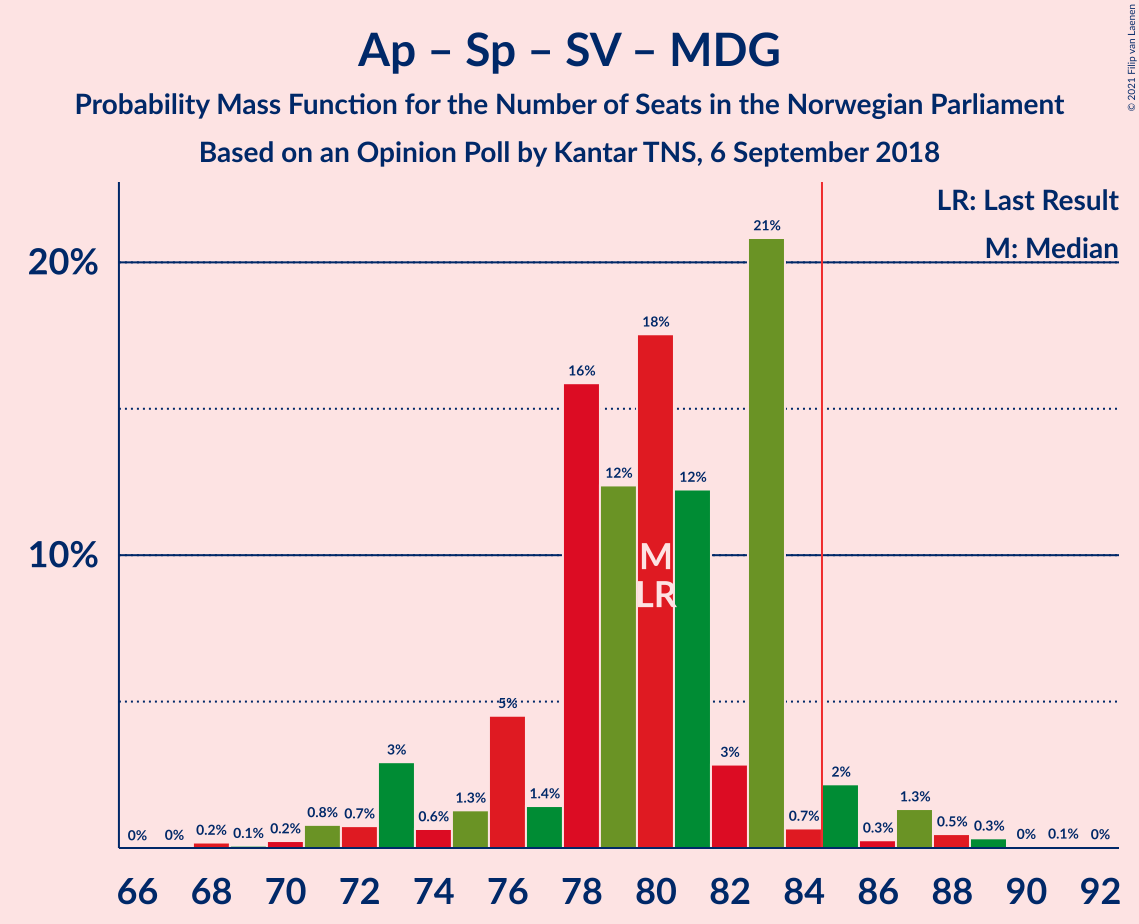 Ap – Sp – SV – MDG
Probability Mass Function for the Number of Seats in the Norwegian Parliament
Based on an Opinion Poll by Kantar TNS, 6 September 2018
© 2021 Filip van Laenen
LR: Last Result
M: Median
20%
10%
0% 0% 0.2% 0.1% 0.2% 0.8% 0.7% 3% 0.6% 1.3% 5% 1.4% 16% 12% 18% 12% 3% 21% 0.7% 2% 0.3% 1.3% 0.5% 0.3% 0% 0.1% 0%
M
LR
66 68 70 72 74 76 78 80 82 84 86 88 90 92